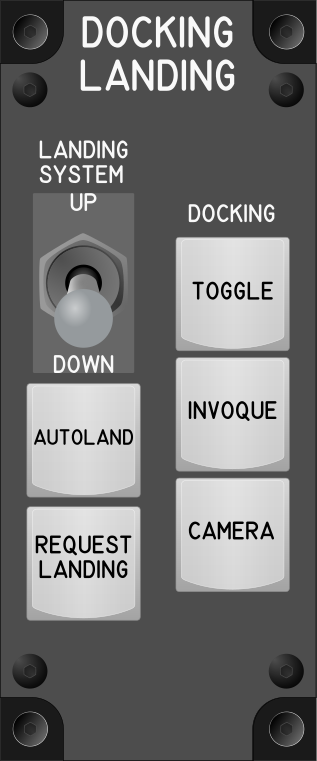 DOCKING
LANDING
LANDING
SYSTEM
UP
DOWN
AUTOLAND
REQUEST
LANDING
DOCKING
TOGGLE
INVOQUE
CAMERA